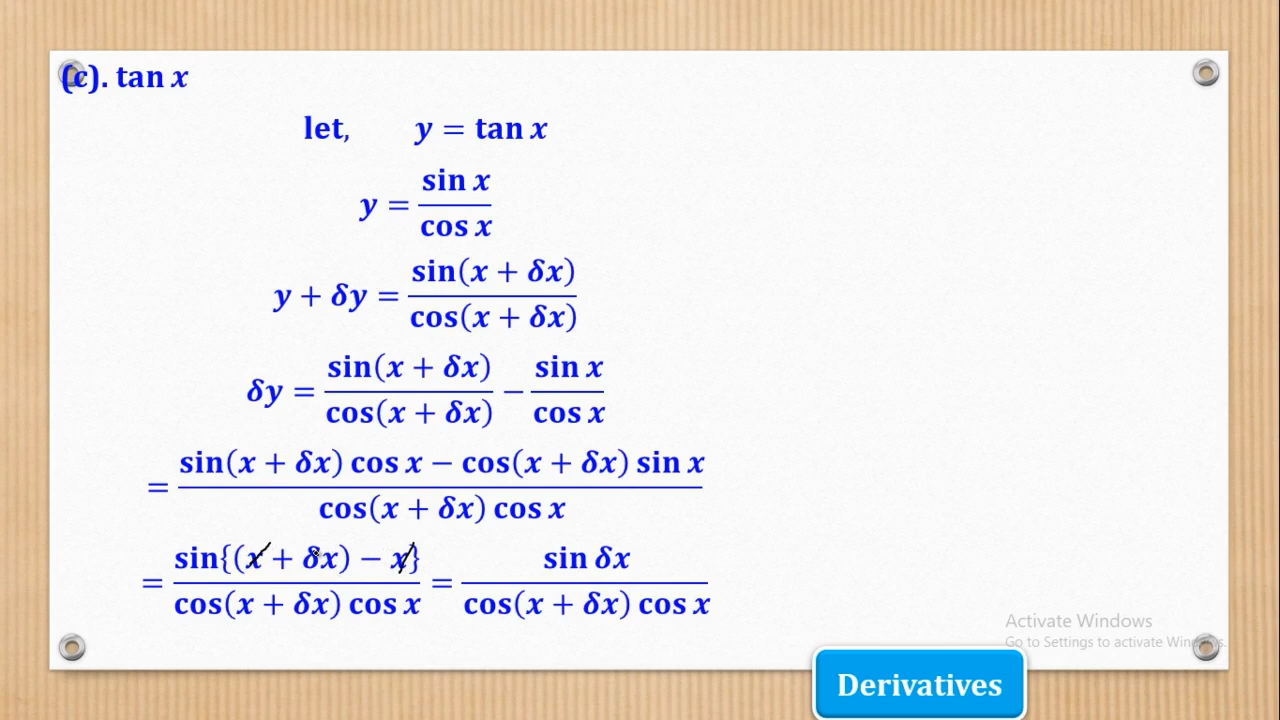 (c). tan x
let, y = tan x
y = sin x / cos x
y + δy = sin(x + δx) / cos(x + δx)
δy = sin(x + δx) / cos(x + δx) − sin x / cos x
= sin(x + δx) cos x − cos(x + δx) sin x / cos(x + δx) cos x
= sin{(x + δx) − x} / cos(x + δx) cos x = sin δx / cos(x + δx) cos x
Activate Windows
Go to Settings to activate Windows.
Derivatives